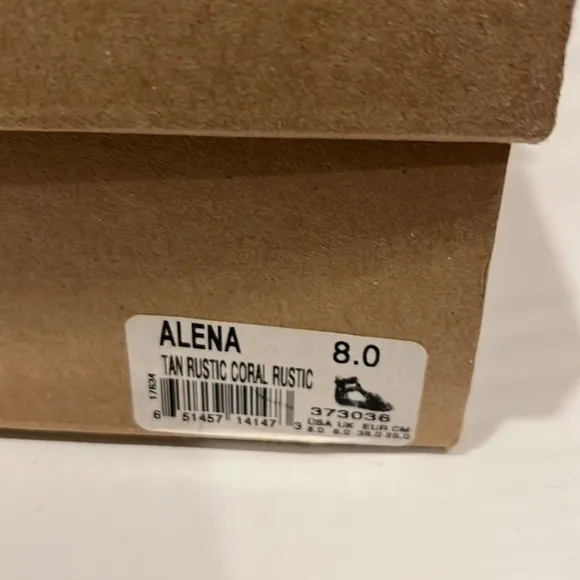 ALENA 8.0
TAN RUSTIC CORAL RUSTIC
17634
373036
6 51457 14147 3
USA UK EUR CM
8.0 6.0 39.0 25.0